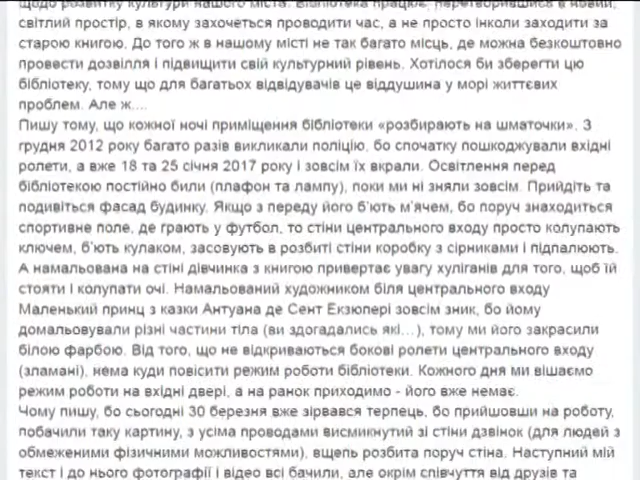 щодо розвитку культури нашого міста. Бібліотека працює, перетворившись в новий,
світлий простір, в якому захочеться проводити час, а не просто інколи заходити за
старою книгою. До того ж в нашому місті не так багато місць, де можна безкоштовно
провести дозвілля і підвищити свій культурний рівень. Хотілося би зберегти цю
бібліотеку, тому що для багатьох відвідувачів це віддушина у морі життєвих
проблем. Але ж....
Пишу тому, що кожної ночі приміщення бібліотеки «розбирають на шматочки». З
грудня 2012 року багато разів викликали поліцію, бо спочатку пошкоджували вхідні
ролети, а вже 18 та 25 січня 2017 року і зовсім їх вкрали. Освітлення перед
бібліотекою постійно били (плафон та лампу), поки ми ні зняли зовсім. Прийдіть та
подивіться фасад будинку. Якщо з переду його б'ють м'ячем, бо поруч знаходиться
спортивне поле, де грають у футбол, то стіни центрального входу просто колупають
ключем, б'ють кулаком, засовують в розбиті стіни коробку з сірниками і підпалюють.
А намальована на стіні дівчинка з книгою привертає увагу хуліганів для того, щоб їй
стояти і колупати очі. Намальований художником біля центрального входу
Маленький принц з казки Антуана де Сент Екзюпері зовсім зник, бо йому
домальовували різні частини тіла (ви здогадались які...), тому ми його закрасили
білою фарбою. Від того, що не відкриваються бокові ролети центрального входу
(зламані), нема куди повісити режим роботи бібліотеки. Кожного дня ми вішаємо
режим роботи на вхідні двері, а на ранок приходимо - його вже немає.
Чому пишу, бо сьогодні 30 березня вже зірвався терпець, бо прийшовши на роботу,
побачили таку картину, з усіма проводами висмикнутий зі стіни дзвінок (для людей з
обмеженими фізичними можливостями), вщепь розбита поруч стіна. Наступний мій
текст і до нього фотографії і відео всі бачили, але окрім співчуття від друзів та